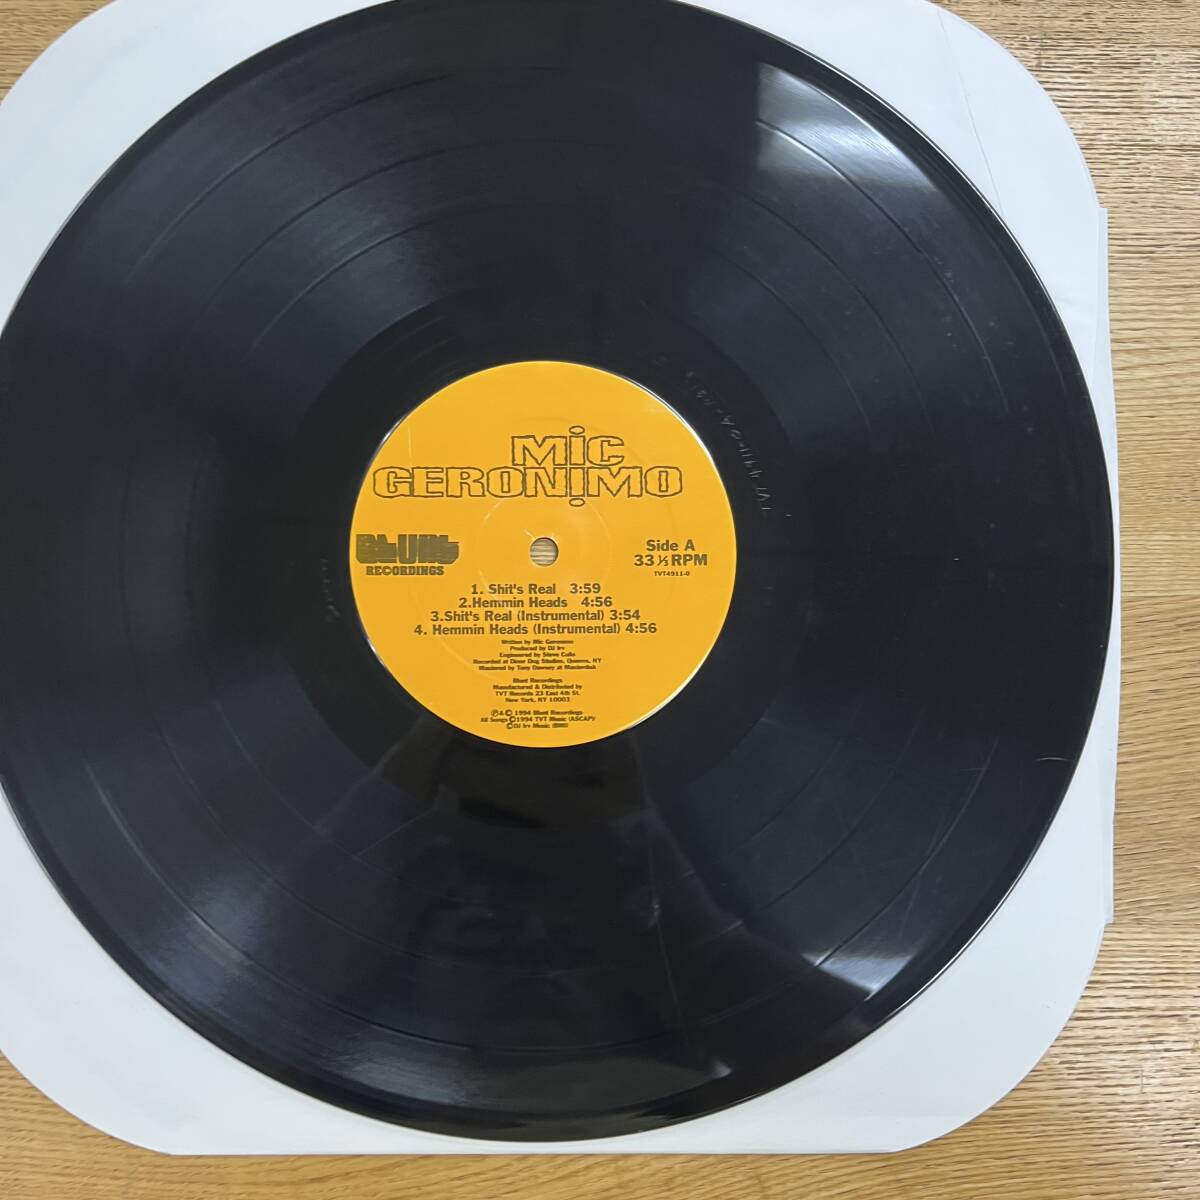 MiC
GERONiMO
BLUNt
RECORDINGS
Side A
33 ⅓ RPM
TVT4911-0
1. Shit's Real 3:59
2.Hemmin Heads 4:56
3.Shit's Real (Instrumental) 3:54
4. Hemmin Heads (Instrumental) 4:56
Written by Mic Geronimo
Produced by DJ Irv
Engineered by Steve Collo
Recorded at Diner Dog Studios, Queens, NY
Mastered by Tony Dawsey at Masterdisk
Blunt Recordings
Manufactured & Distributed by
TVT Records 23 East 4th St.
New York, NY 10003
℗ & © 1994 Blunt Recordings
All Songs © 1994 TVT Music (ASCAP)/
© DJ Irv Music (BMI)